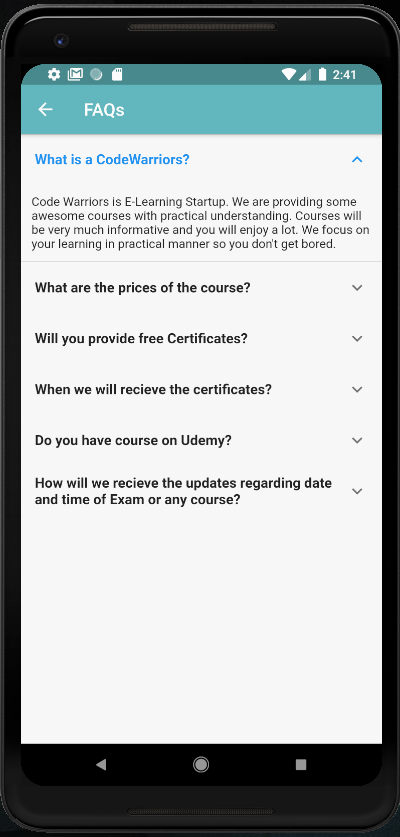 2:41
FAQs
What is a CodeWarriors?
Code Warriors is E-Learning Startup. We are providing some
awesome courses with practical understanding. Courses will
be very much informative and you will enjoy a lot. We focus on
your learning in practical manner so you don't get bored.
What are the prices of the course?
Will you provide free Certificates?
When we will recieve the certificates?
Do you have course on Udemy?
How will we recieve the updates regarding date
and time of Exam or any course?